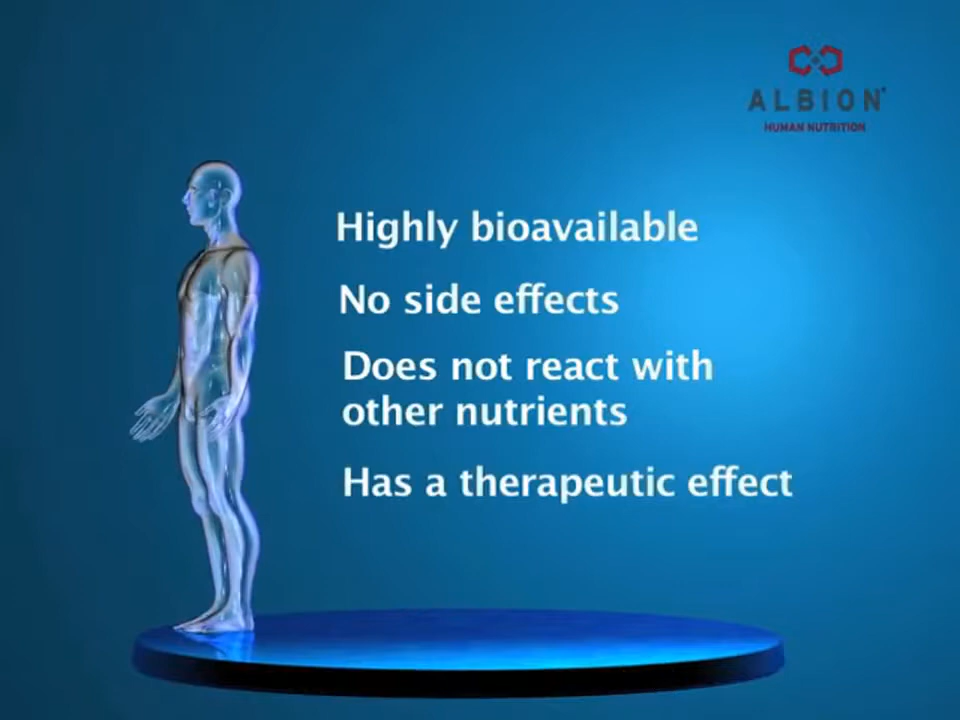 ALBION
HUMAN NUTRITION
Highly bioavailable
No side effects
Does not react with
other nutrients
Has a therapeutic effect